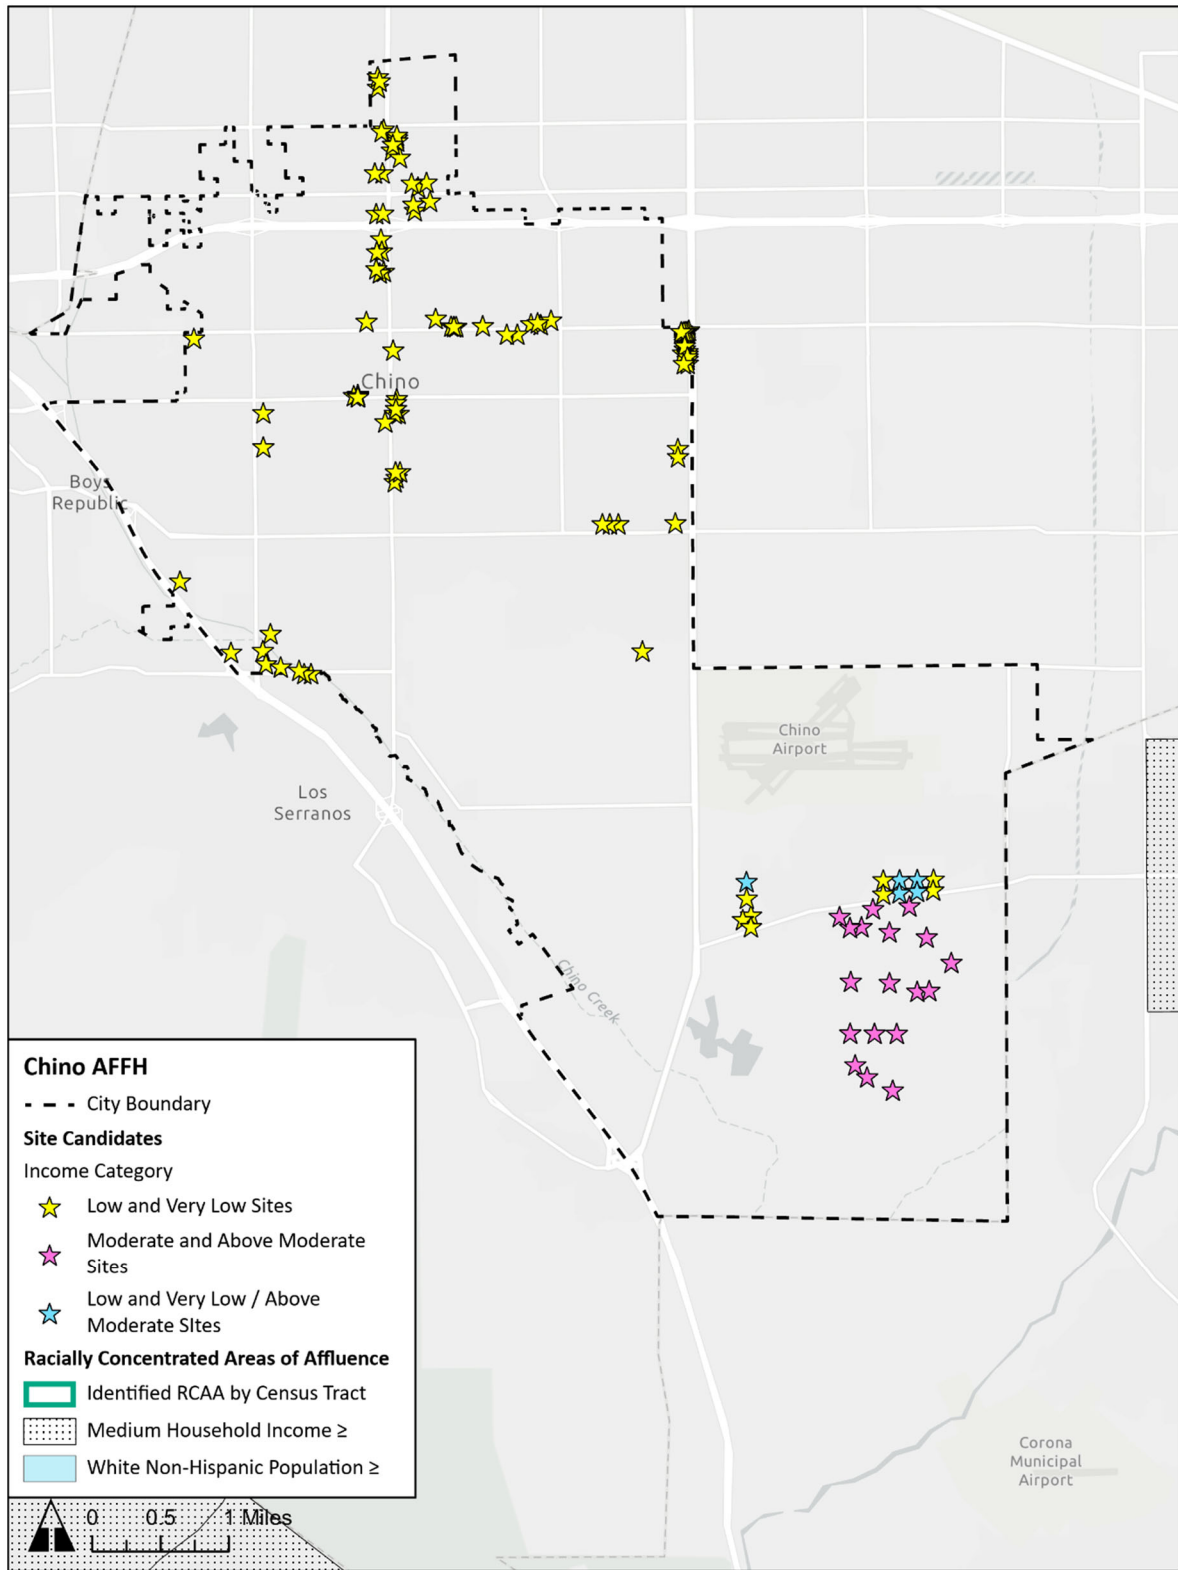 Chino
Boys
Republic
Chino
Airport
Los
Serranos
Chino Creek
Chino AFFH
City Boundary
Site Candidates
Income Category
Low and Very Low Sites
Moderate and Above Moderate
Sites
Low and Very Low / Above
Moderate SItes
Racially Concentrated Areas of Affluence
Identified RCAA by Census Tract
Medium Household Income ≥
White Non-Hispanic Population ≥
Corona
Municipal
Airport
0 0.5 1 Miles